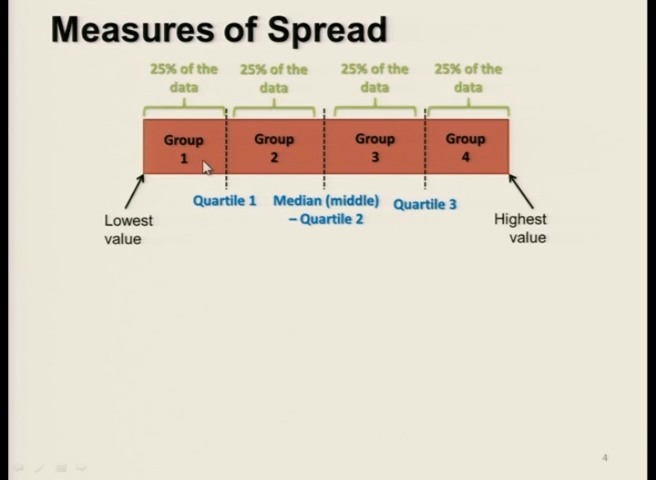 Measures of Spread
25% of the
data
25% of the
data
25% of the
data
25% of the
data
Group
1
Group
2
Group
3
Group
4
Quartile 1
Median (middle)
– Quartile 2
Quartile 3
Lowest
value
Highest
value
4